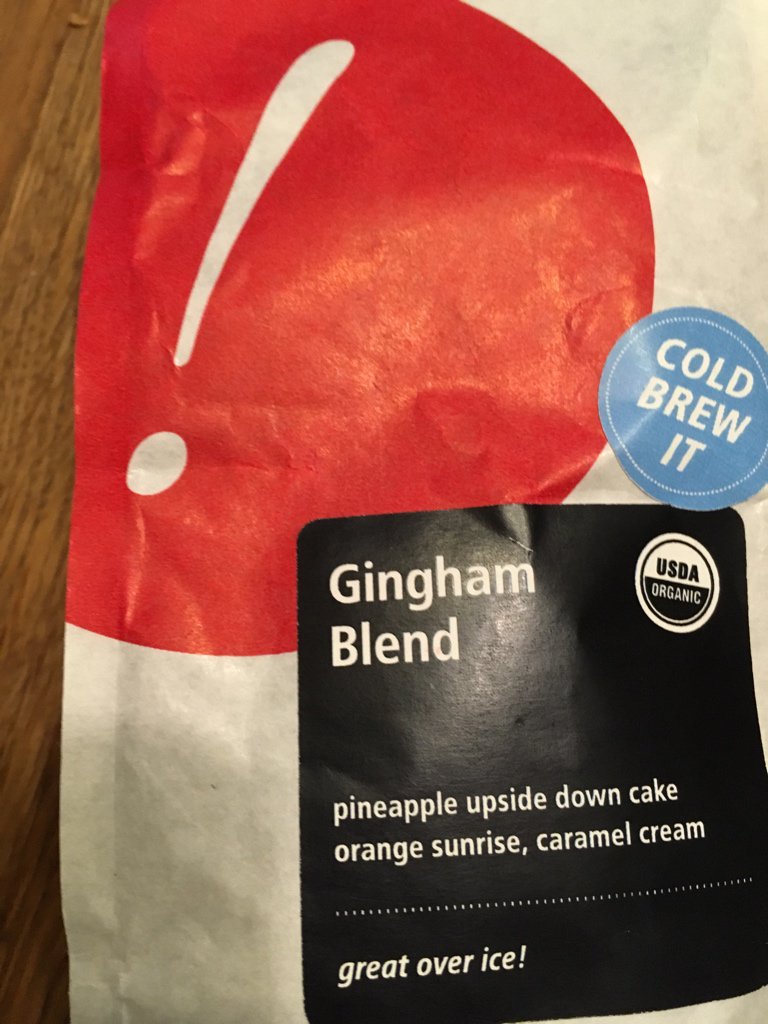 !
COLD
BREW
IT
Gingham
Blend
USDA
ORGANIC
pineapple upside down cake
orange sunrise, caramel cream
great over ice!